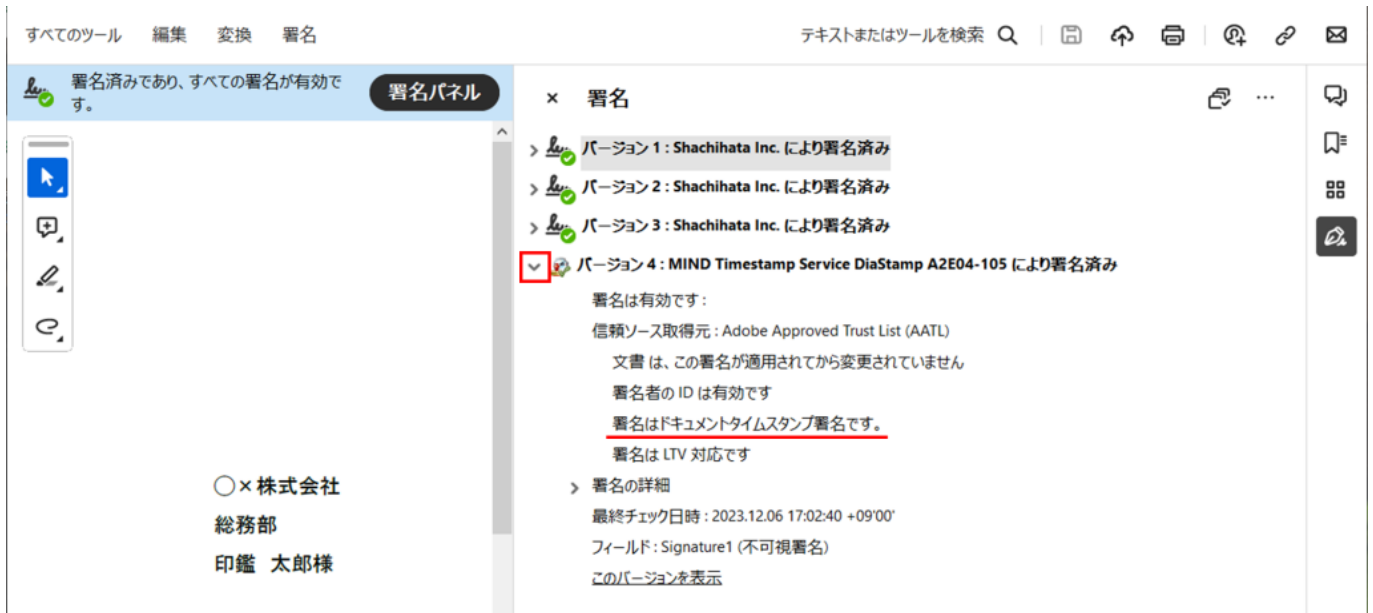 すべてのツール 編集 変換 署名 テキストまたはツールを検索
署名済みであり、すべての署名が有効で
す。
署名パネル
署名
バージョン 1 : Shachihata Inc. により署名済み
バージョン 2 : Shachihata Inc. により署名済み
バージョン 3 : Shachihata Inc. により署名済み
バージョン 4 : MIND Timestamp Service DiaStamp A2E04-105 により署名済み
署名は有効です :
信頼ソース取得元 : Adobe Approved Trust List (AATL)
文書 は、この署名が適用されてから変更されていません
署名者の ID は有効です
署名はドキュメントタイムスタンプ署名です。
署名は LTV 対応です
署名の詳細
最終チェック日時 : 2023.12.06 17:02:40 +09'00'
フィールド : Signature1 (不可視署名)
このバージョンを表示
〇×株式会社
総務部
印鑑 太郎様